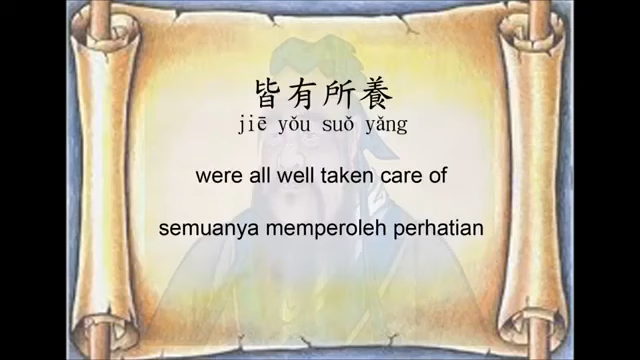 皆有所養
jiē yǒu suǒ yǎng
were all well taken care of
semuanya memperoleh perhatian